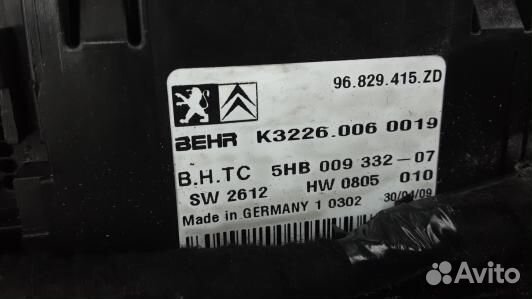 96.829.415.ZD
BEHR K3226.006 0019
B.H.TC 5HB 009 332-07
SW 2612 HW 0805 010
Made in GERMANY 1 0302 30/04/09
Avito